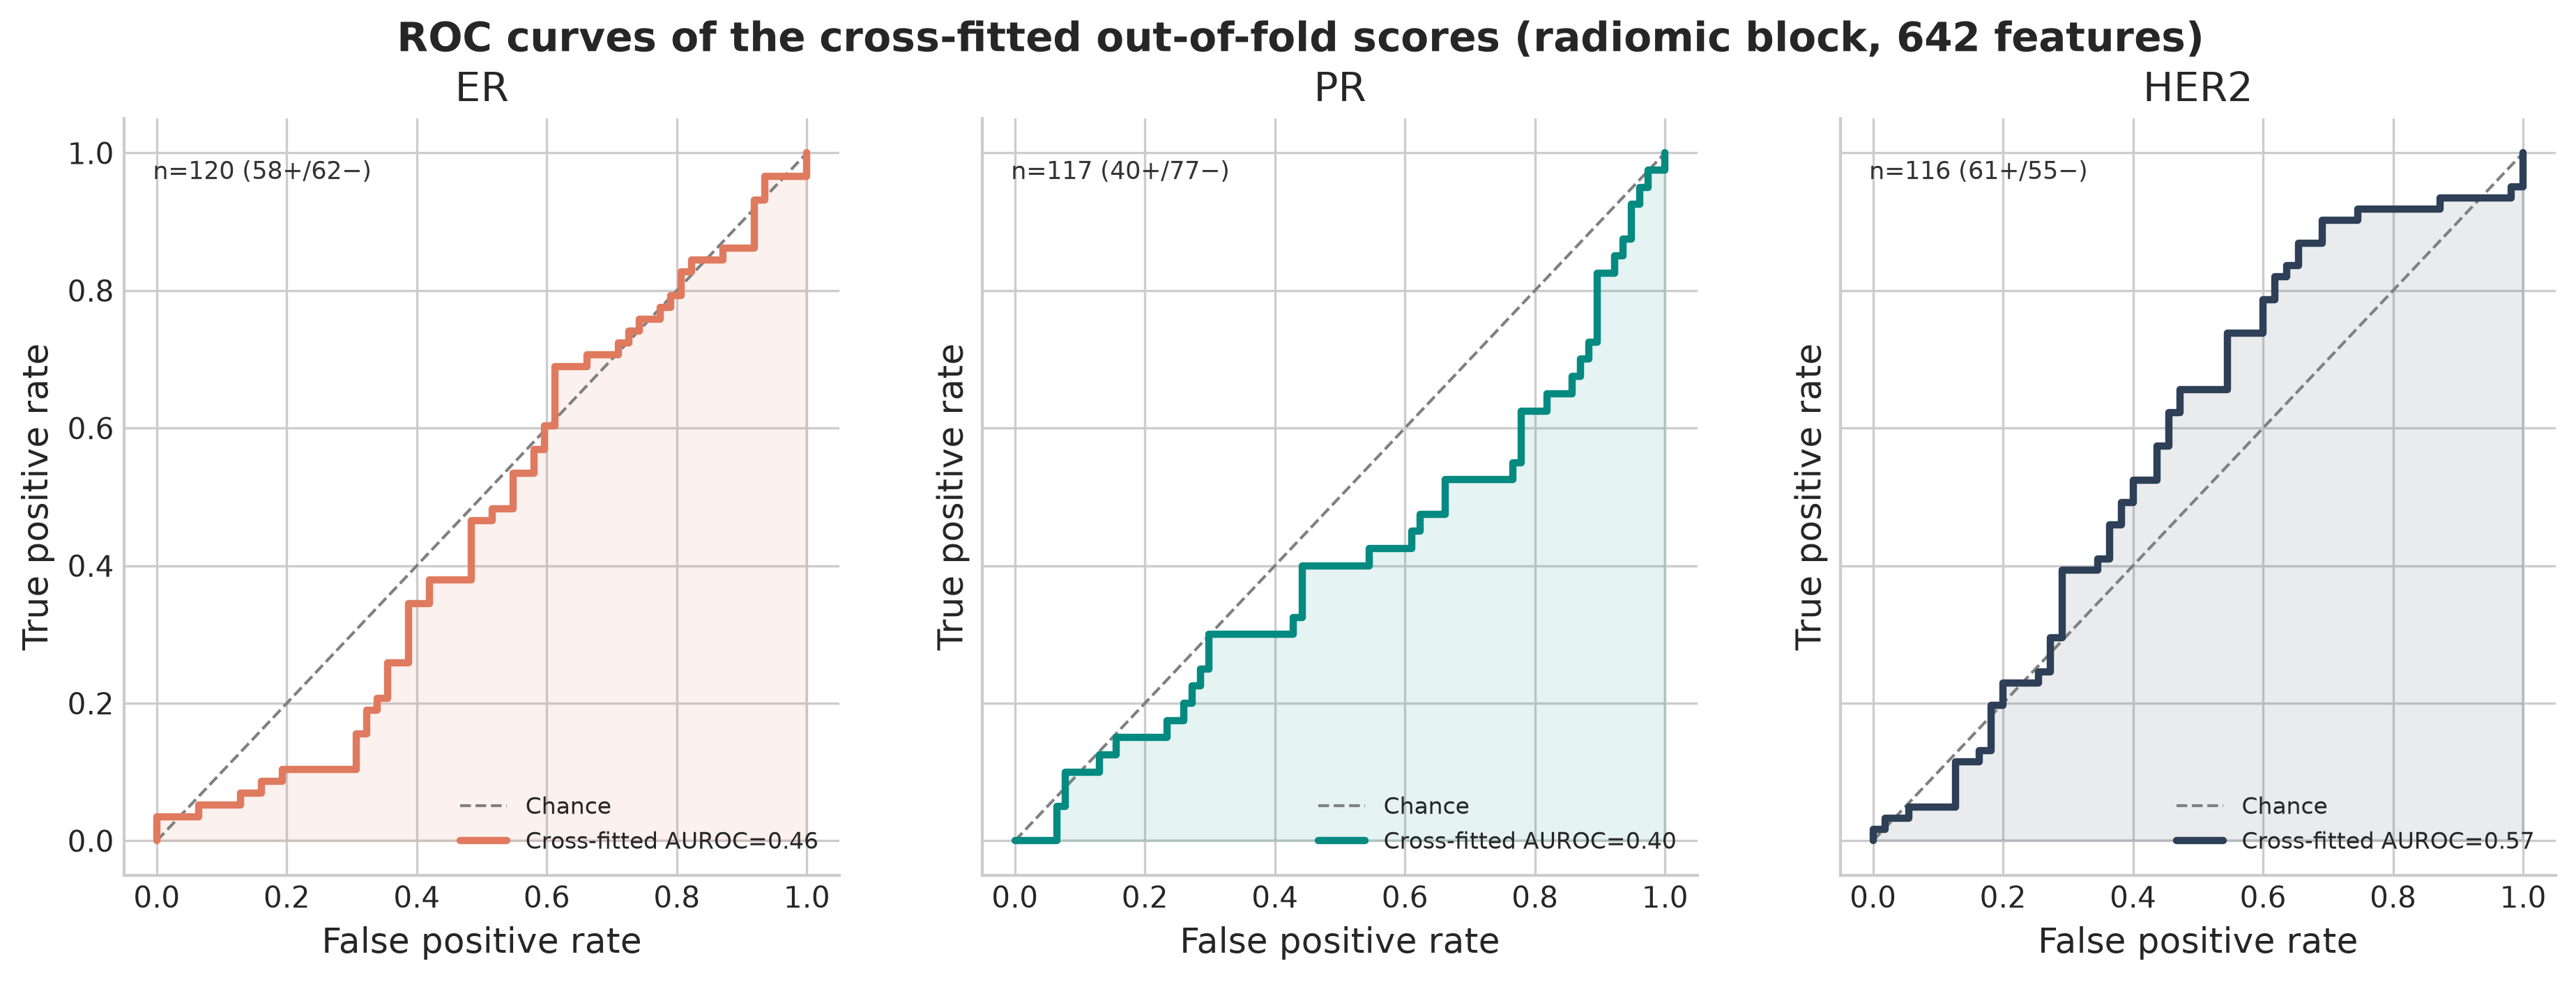 ROC curves of the cross-fitted out-of-fold scores (radiomic block, 642 features)
ER
n=120 (58+/62−)
True positive rate
1.0
0.8
0.6
0.4
0.2
0.0
Chance
Cross-fitted AUROC=0.46
0.0 0.2 0.4 0.6 0.8 1.0
False positive rate
PR
n=117 (40+/77−)
True positive rate
Chance
Cross-fitted AUROC=0.40
0.0 0.2 0.4 0.6 0.8 1.0
False positive rate
HER2
n=116 (61+/55−)
True positive rate
Chance
Cross-fitted AUROC=0.57
0.0 0.2 0.4 0.6 0.8 1.0
False positive rate